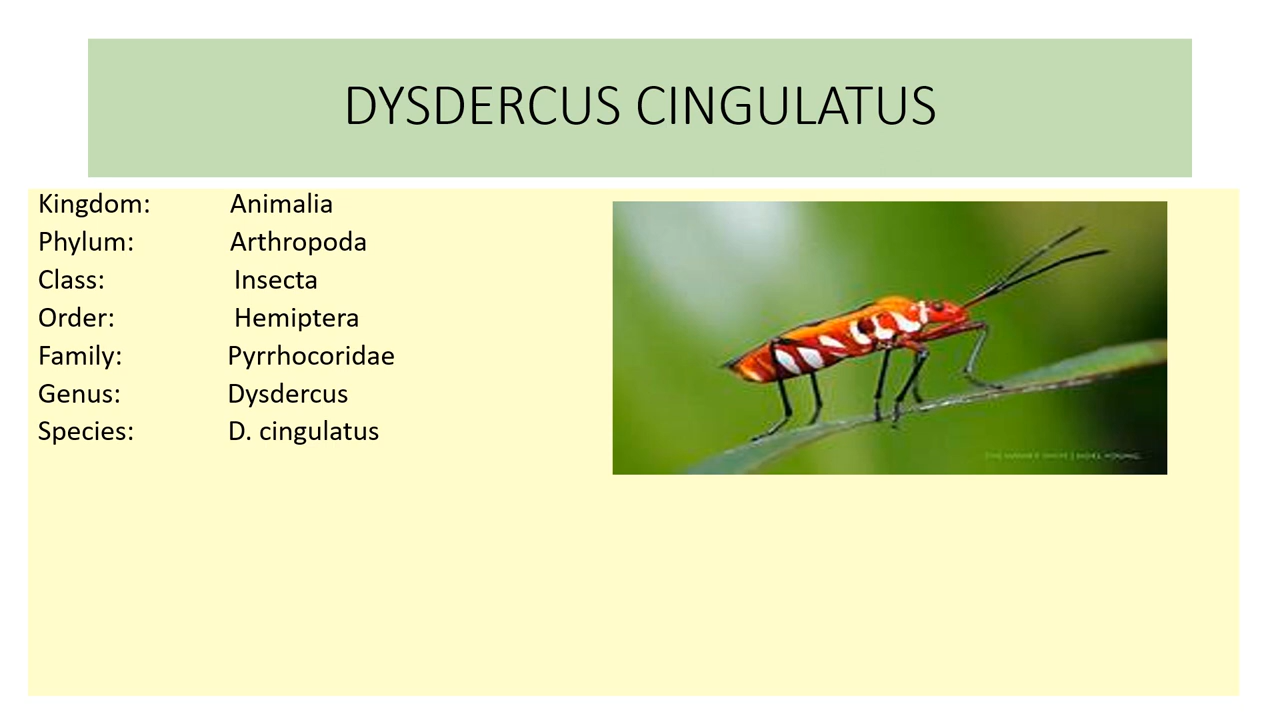 DYSDERCUS CINGULATUS
Kingdom: Animalia
Phylum: Arthropoda
Class: Insecta
Order: Hemiptera
Family: Pyrrhocoridae
Genus: Dysdercus
Species: D. cingulatus